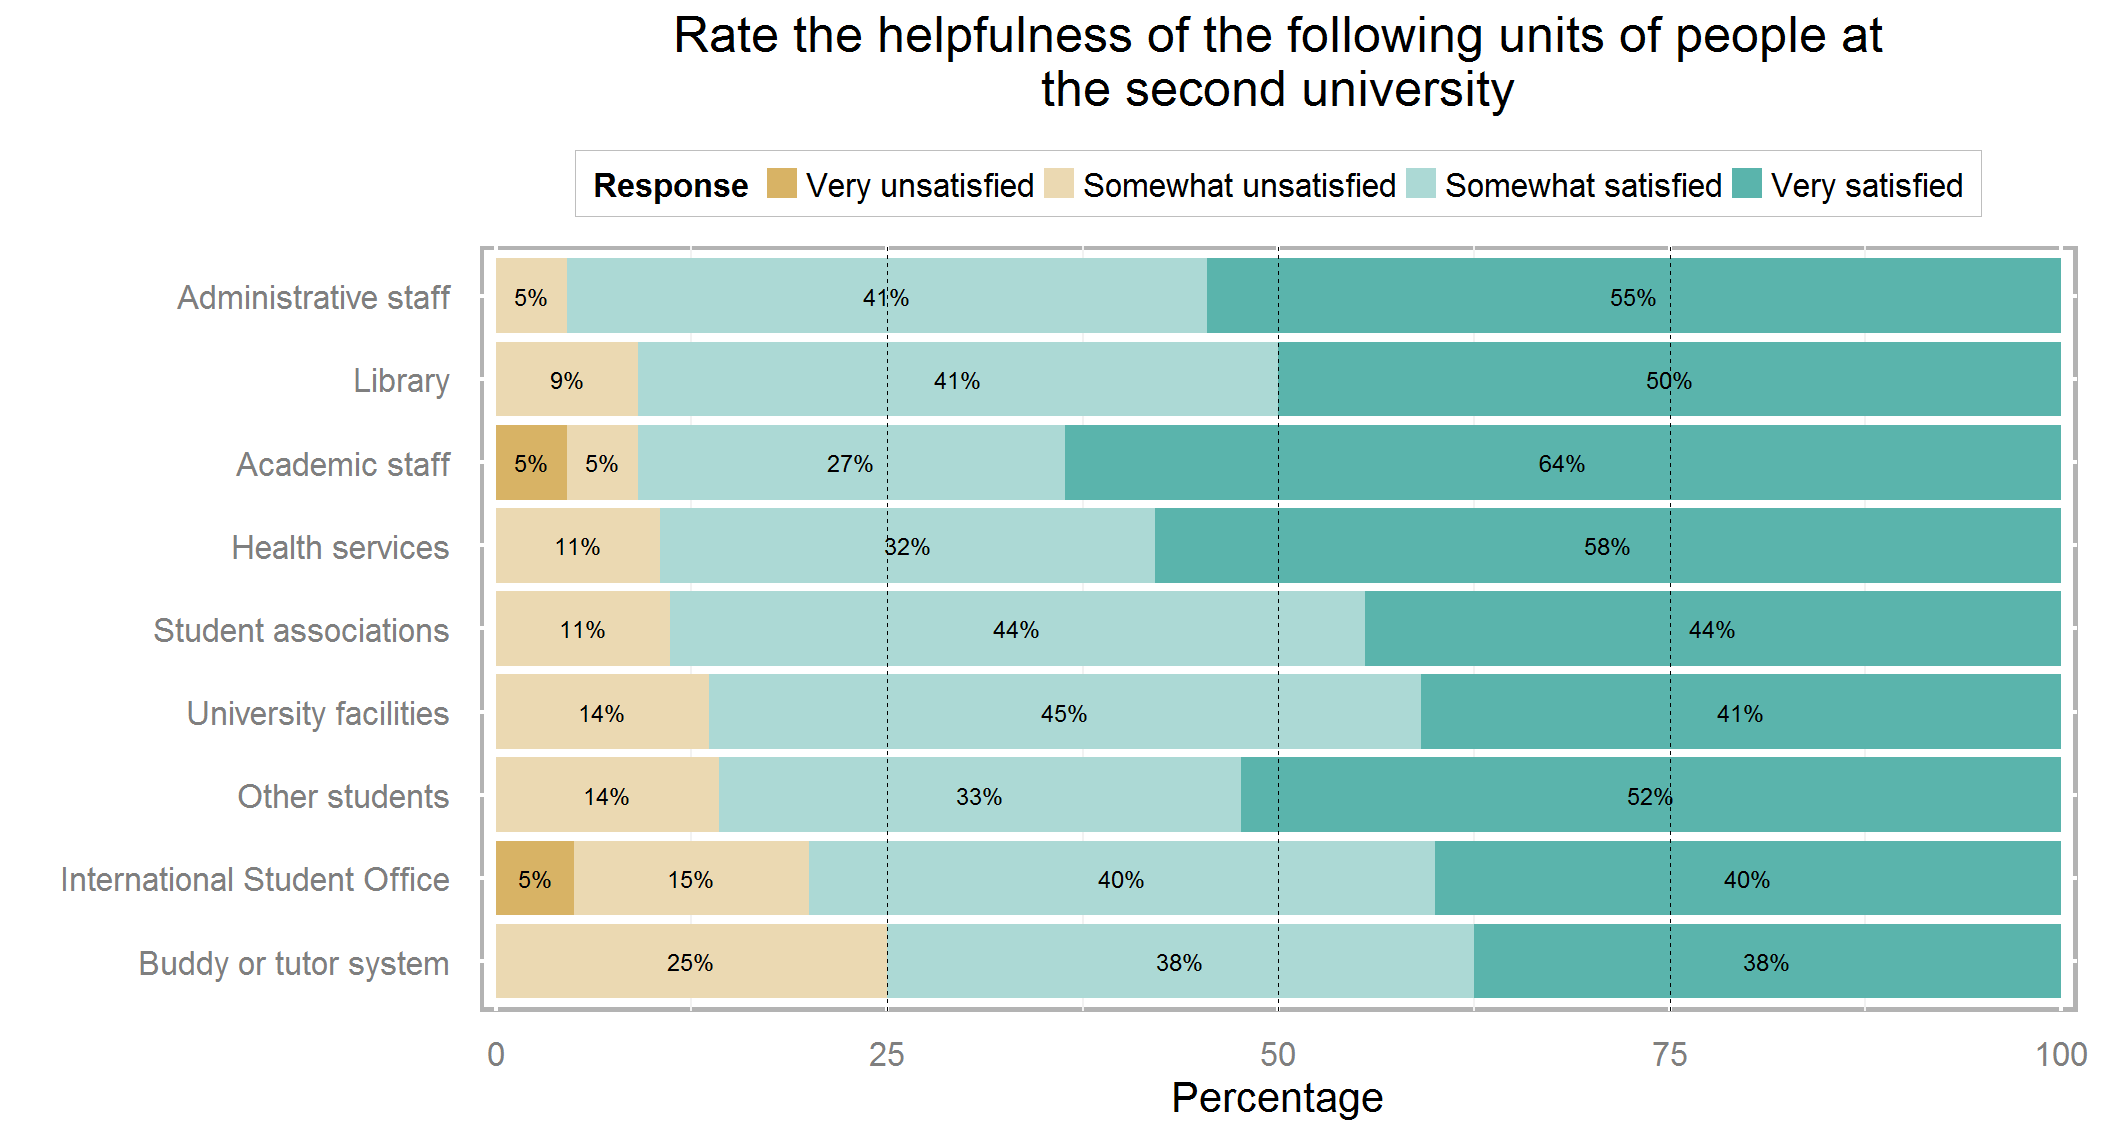 Rate the helpfulness of the following units of people at
the second university
Response Very unsatisfied Somewhat unsatisfied Somewhat satisfied Very satisfied
Administrative staff 5% 41% 55%
Library 9% 41% 50%
Academic staff 5% 5% 27% 64%
Health services 11% 32% 58%
Student associations 11% 44% 44%
University facilities 14% 45% 41%
Other students 14% 33% 52%
International Student Office 5% 15% 40% 40%
Buddy or tutor system 25% 38% 38%
0 25 50 75 100
Percentage